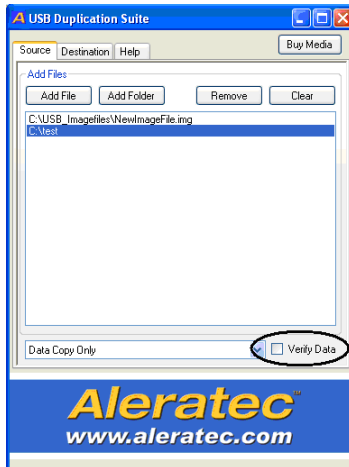 A USB Duplication Suite
Buy Media
Source Destination Help
Add Files
Add File Add Folder Remove Clear
C:\USB_Imagefiles\NewImageFile.img
C:\test
Data Copy Only Verify Data
Aleratec™
www.aleratec.com